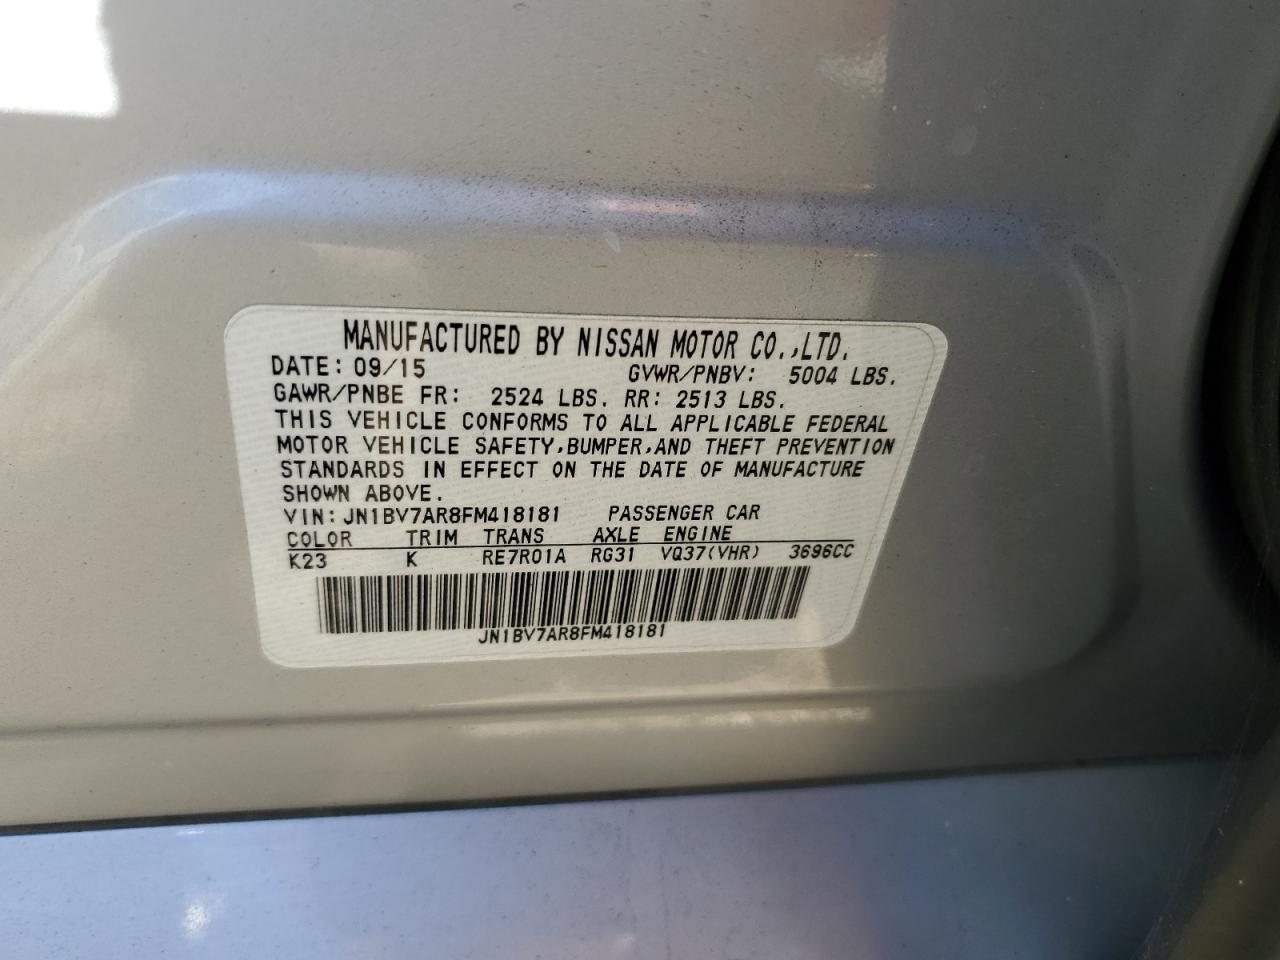 MANUFACTURED BY NISSAN MOTOR CO.,LTD.
DATE: 09/15 GVWR/PNBV: 5004 LBS.
GAWR/PNBE FR: 2524 LBS. RR: 2513 LBS.
THIS VEHICLE CONFORMS TO ALL APPLICABLE FEDERAL
MOTOR VEHICLE SAFETY,BUMPER,AND THEFT PREVENTION
STANDARDS IN EFFECT ON THE DATE OF MANUFACTURE
SHOWN ABOVE.
VIN:JN1BV7AR8FM418181 PASSENGER CAR
COLOR TRIM TRANS AXLE ENGINE
K23 K RE7R01A RG31 VQ37(VHR) 3696CC
JN1BV7AR8FM418181